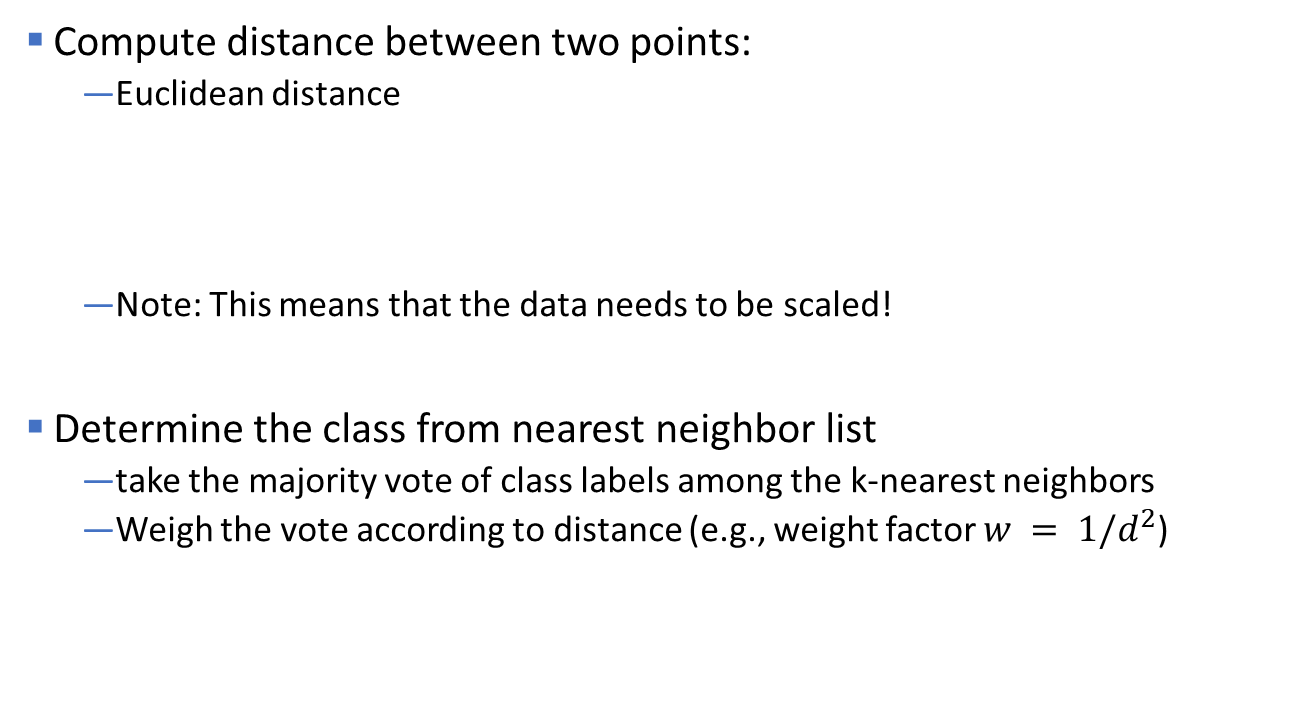 ▪ Compute distance between two points:
—Euclidean distance
—Note: This means that the data needs to be scaled!
▪ Determine the class from nearest neighbor list
—take the majority vote of class labels among the k-nearest neighbors
—Weigh the vote according to distance (e.g., weight factor 𝑤 = 1/𝑑²)